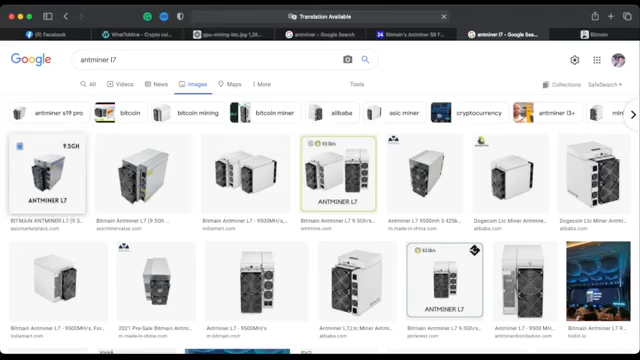 Translation Available
(8) Facebook
WhatToMine - Crypto coi...
gpu-mining-btc.jpg 1,28...
antminer - Google Search
Bitmain's Antminer S9 F...
antminer l7 - Google Sea...
Bitmain
Google
antminer l7
All
Videos
News
Images
Maps
More
Tools
Collections
SafeSearch
antminer s19 pro
bitcoin
bitcoin mining
bitcoin miner
alibaba
asic miner
cryptocurrency
antminer l3+
9.5GH
ANTMINER L7
ANTMINER L7
BITMAIN ANTMINER L7 (9.5...
asicmarketplace.com
Bitmain Antminer L7 (9.5Gh ...
asicminervalue.com
Bitmain Antminer L7 - 9500MH/s,...
indiamart.com
Bitmain Antminer L7 9.5Gh/s...
Antminer L7 9500mh 3.425k...
m.made-in-china.com
Dogecoin Ltc Miner Antmine...
alibaba.com
Dogecoin Ltc Miner Antmin...
alibaba.com
ANTMINER L7
Bitmain Antminer L7 - 9500MH/s, For...
indiamart.com
2021 Pre-Sale Bitmain Antmin...
m.made-in-china.com
Antminer L7 - 9500MH/s
m.bitmain.com
Antminer L7,Ltc Miner Antmi...
alibaba.com
Bitmain Antminer L7 9.5Gh/s...
pinterest.com
Antminer L7 - 9500 MH...
antminerdistribution.com
Bitmain Antminer L7 R...